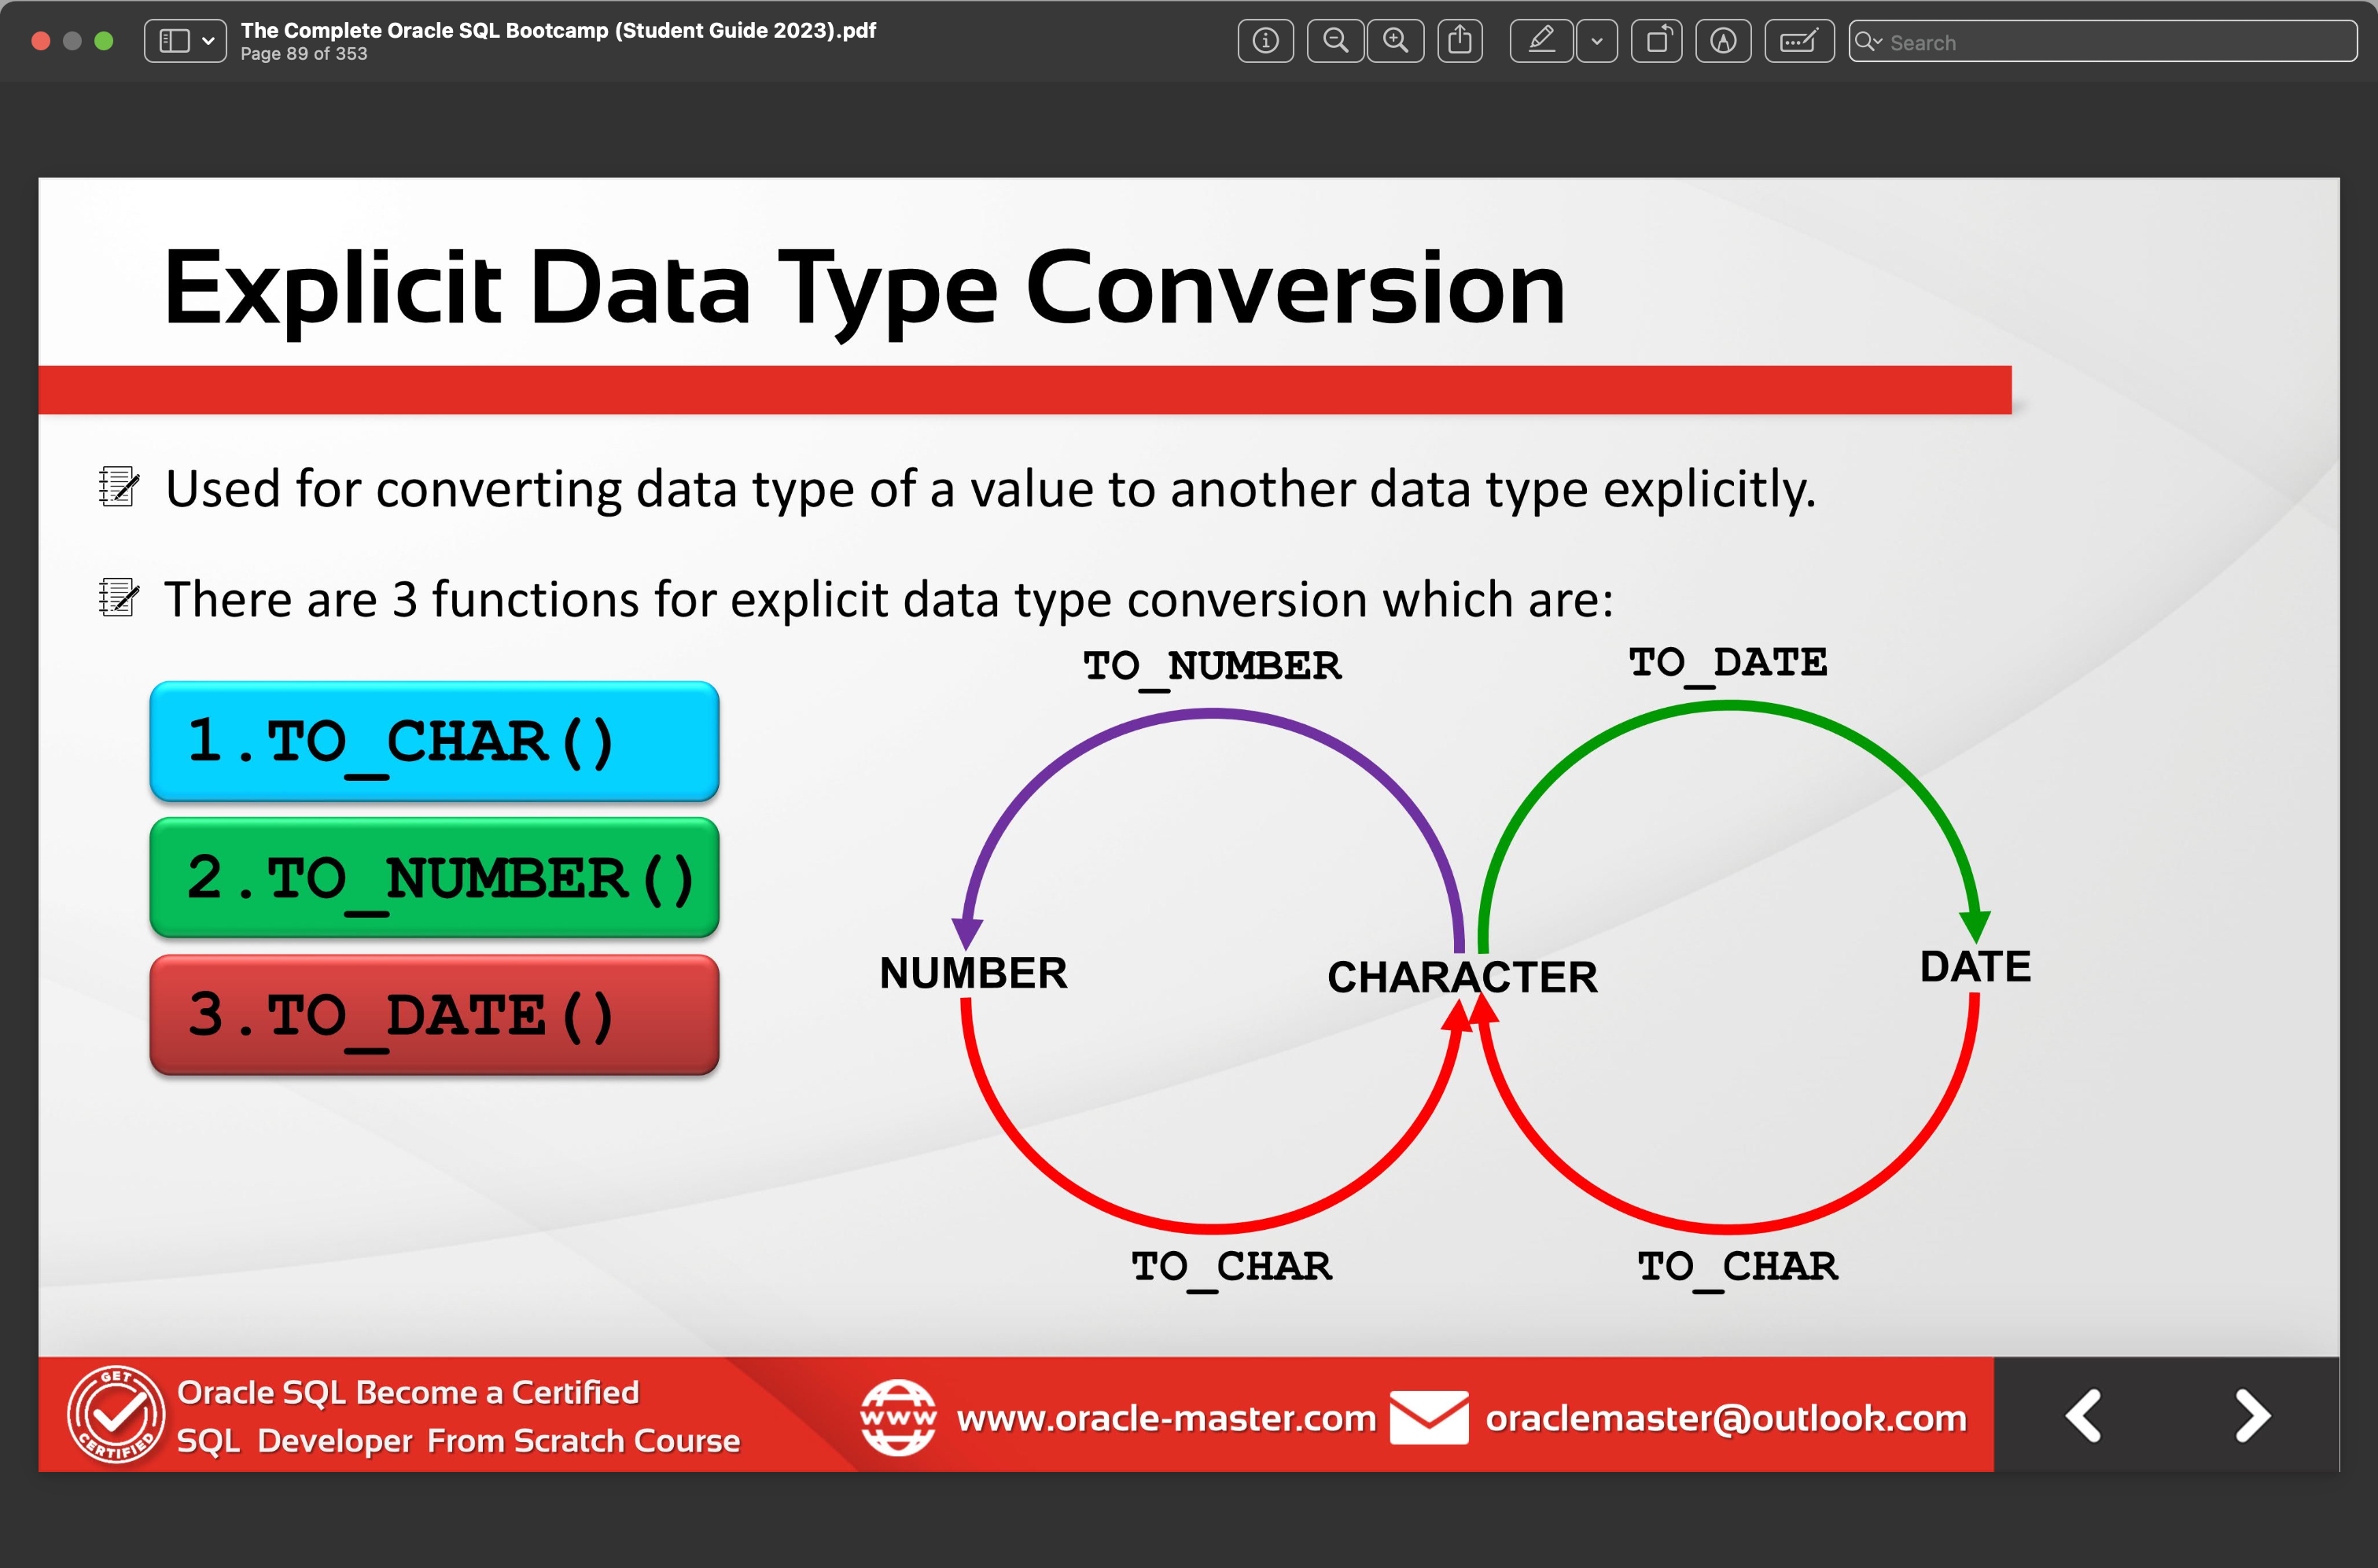 The Complete Oracle SQL Bootcamp (Student Guide 2023).pdf
Page 89 of 353
Search
Explicit Data Type Conversion
Used for converting data type of a value to another data type explicitly.
There are 3 functions for explicit data type conversion which are:
1.TO_CHAR()
2.TO_NUMBER()
3.TO_DATE()
TO_NUMBER
TO_DATE
NUMBER
CHARACTER
DATE
TO_CHAR
TO_CHAR
GET
CERTIFIED
Oracle SQL Become a Certified
SQL Developer From Scratch Course
www
www.oracle-master.com
oraclemaster@outlook.com